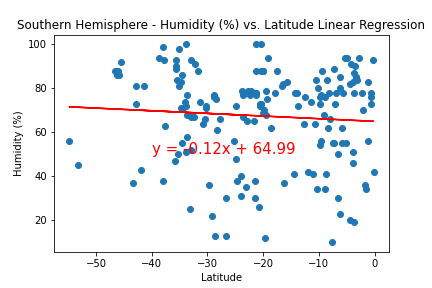 Southern Hemisphere - Humidity (%) vs. Latitude Linear Regression
100
80
60
40
20
Humidity (%)
y = -0.12x + 64.99
−50
−40
−30
−20
−10
0
Latitude